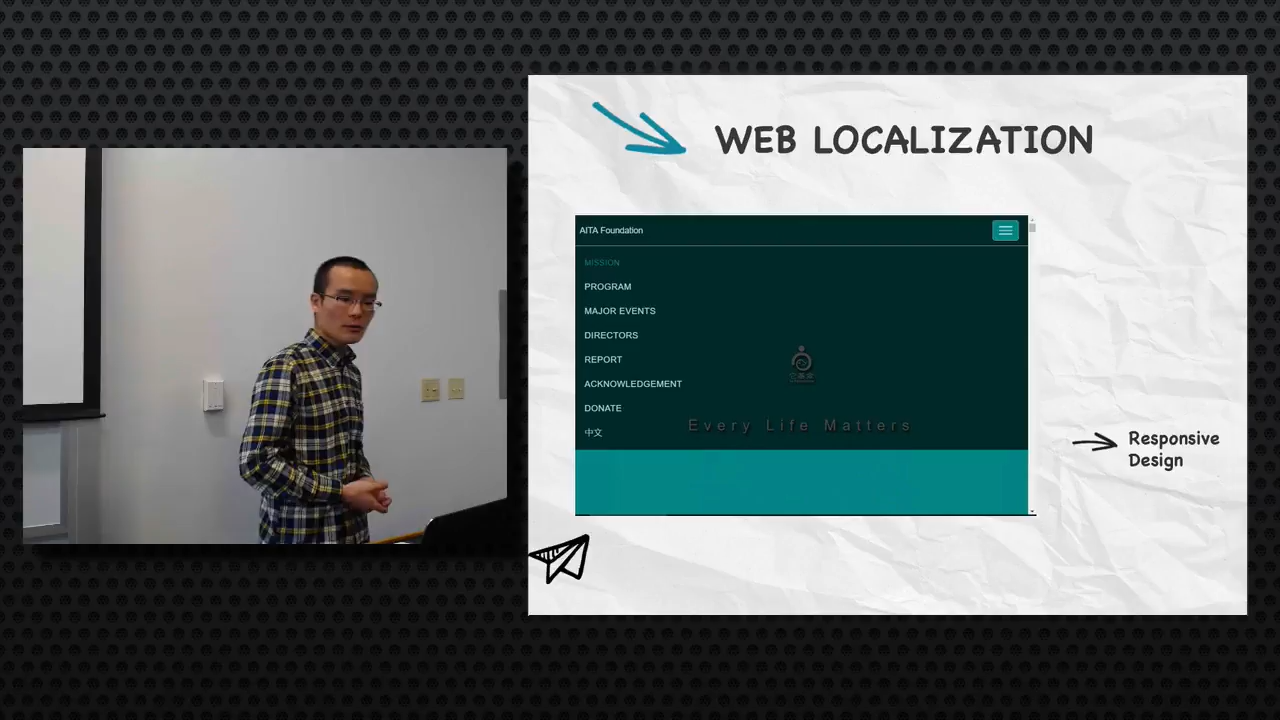 WEB LOCALIZATION
AITA Foundation
MISSION
PROGRAM
MAJOR EVENTS
DIRECTORS
REPORT
ACKNOWLEDGEMENT
DONATE
中文
Every Life Matters
Responsive
Design